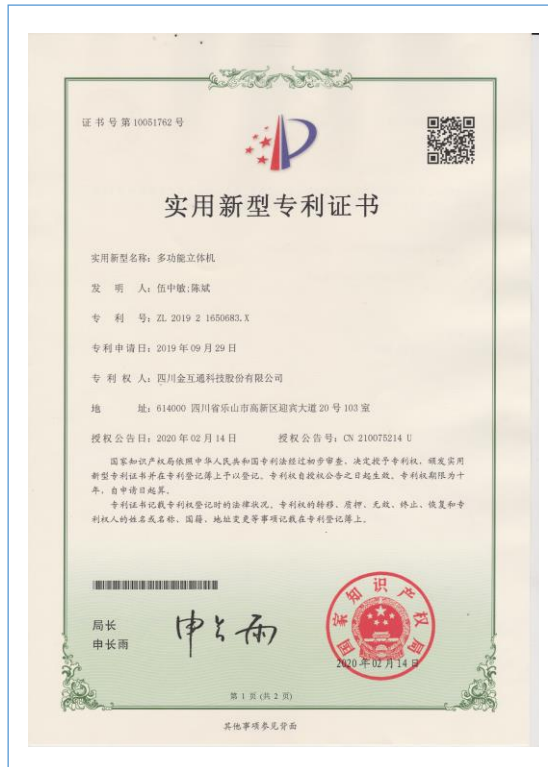 证书号第10051762号
实用新型专利证书
实用新型名称：多功能立体机
发 明 人：伍中敏;陈斌
专 利 号：ZL 2019 2 1650683.X
专利申请日：2019年09月29日
专 利 权 人：四川金互通科技股份有限公司
地 址：614000 四川省乐山市高新区迎宾大道20号103室
授权公告日：2020年02月14日 授权公告号：CN 210075214 U
国家知识产权局依照中华人民共和国专利法经过初步审查，决定授予专利权，颁发实用
新型专利证书并在专利登记簿上予以登记。专利权自授权公告之日起生效。专利权期限为十
年，自申请日起算。
专利证书记载专利权登记时的法律状况。专利权的转移、质押、无效、终止、恢复和专
利权人的姓名或名称、国籍、地址变更等事项记载在专利登记簿上。
局长
申长雨
申长雨
国家知识产权局
2020年02月14日
第 1 页 (共 2 页)
其他事项参见背面